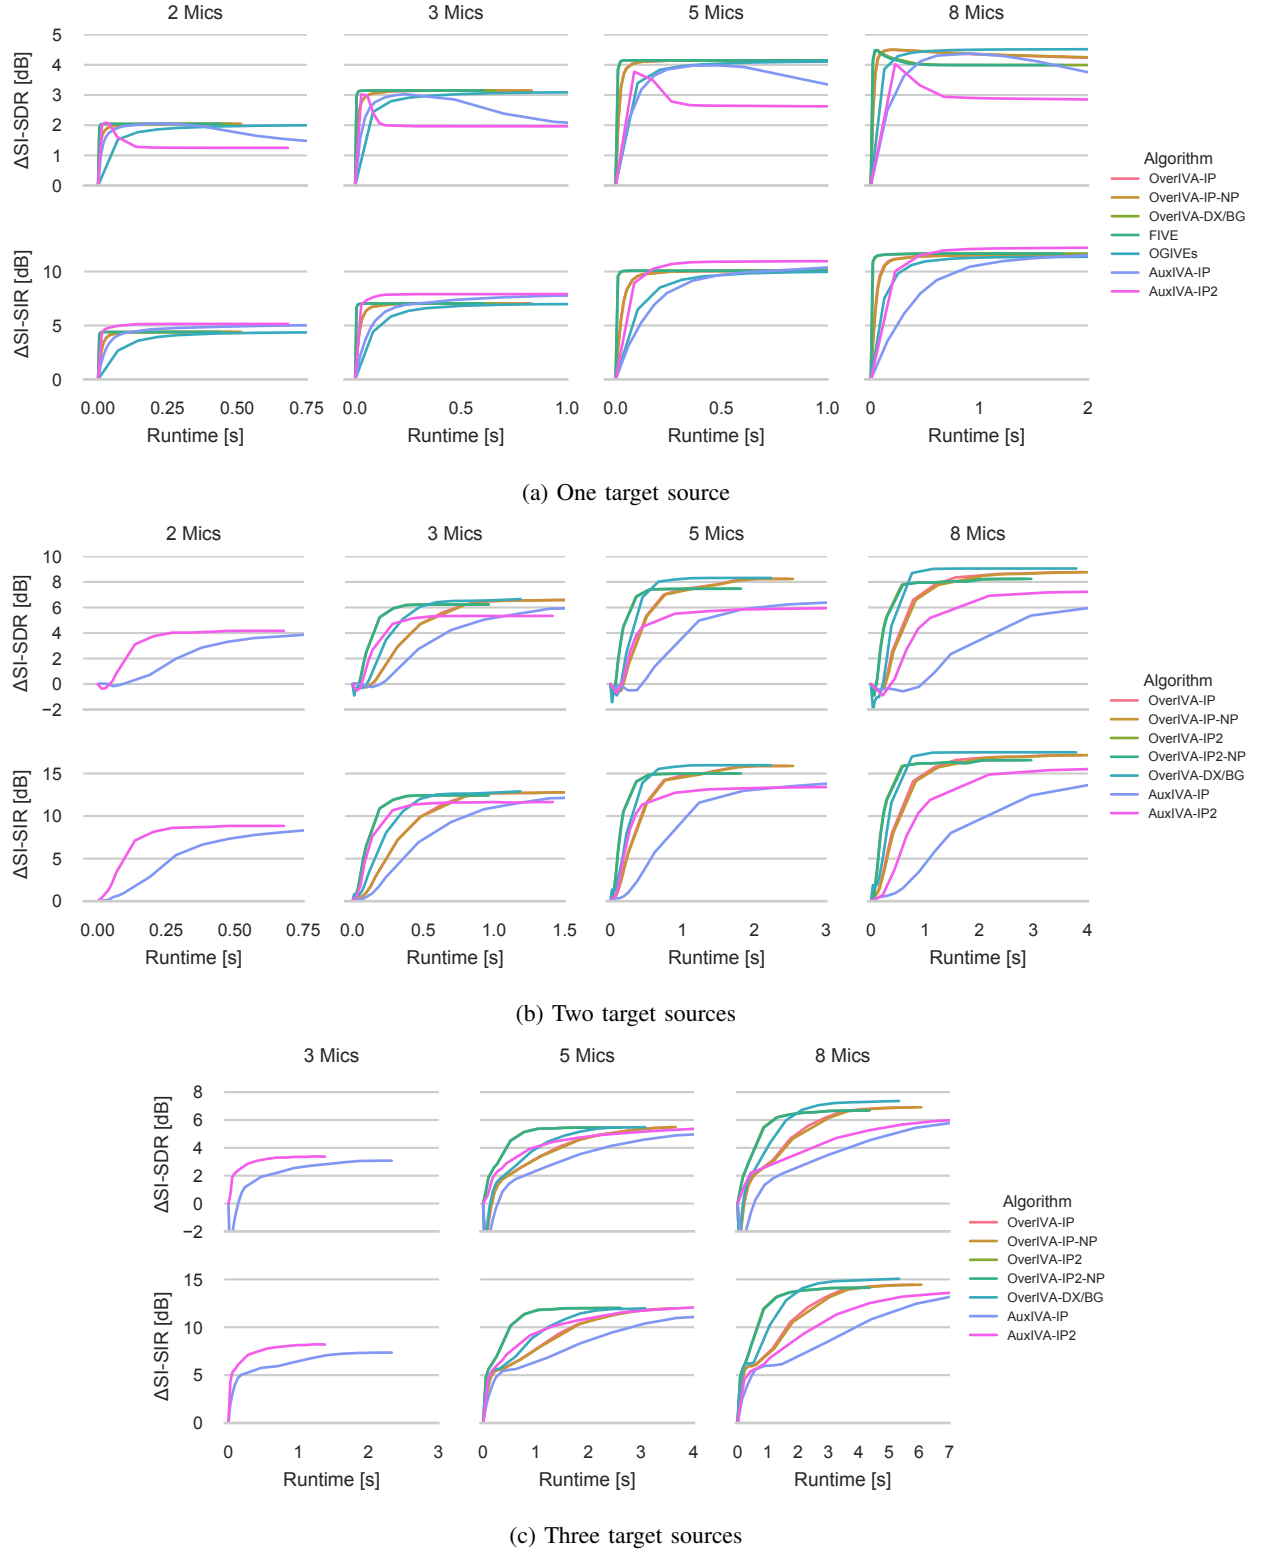 2 Mics 3 Mics 5 Mics 8 Mics
ΔSI-SDR [dB]
5
4
3
2
1
0
ΔSI-SIR [dB]
10
5
0
0.00 0.25 0.50 0.75 0.0 0.5 1.0 0.0 0.5 1.0 0 1 2
Runtime [s] Runtime [s] Runtime [s] Runtime [s]
Algorithm
OverIVA-IP
OverIVA-IP-NP
OverIVA-DX/BG
FIVE
OGIVEs
AuxIVA-IP
AuxIVA-IP2
(a) One target source
2 Mics 3 Mics 5 Mics 8 Mics
ΔSI-SDR [dB]
10
8
6
4
2
0
−2
ΔSI-SIR [dB]
15
10
5
0
0.00 0.25 0.50 0.75 0.0 0.5 1.0 1.5 0 1 2 3 0 1 2 3 4
Runtime [s] Runtime [s] Runtime [s] Runtime [s]
Algorithm
OverIVA-IP
OverIVA-IP-NP
OverIVA-IP2
OverIVA-IP2-NP
OverIVA-DX/BG
AuxIVA-IP
AuxIVA-IP2
(b) Two target sources
3 Mics 5 Mics 8 Mics
ΔSI-SDR [dB]
8
6
4
2
0
−2
ΔSI-SIR [dB]
15
10
5
0
0 1 2 3 0 1 2 3 4 0 1 2 3 4 5 6 7
Runtime [s] Runtime [s] Runtime [s]
Algorithm
OverIVA-IP
OverIVA-IP-NP
OverIVA-IP2
OverIVA-IP2-NP
OverIVA-DX/BG
AuxIVA-IP
AuxIVA-IP2
(c) Three target sources